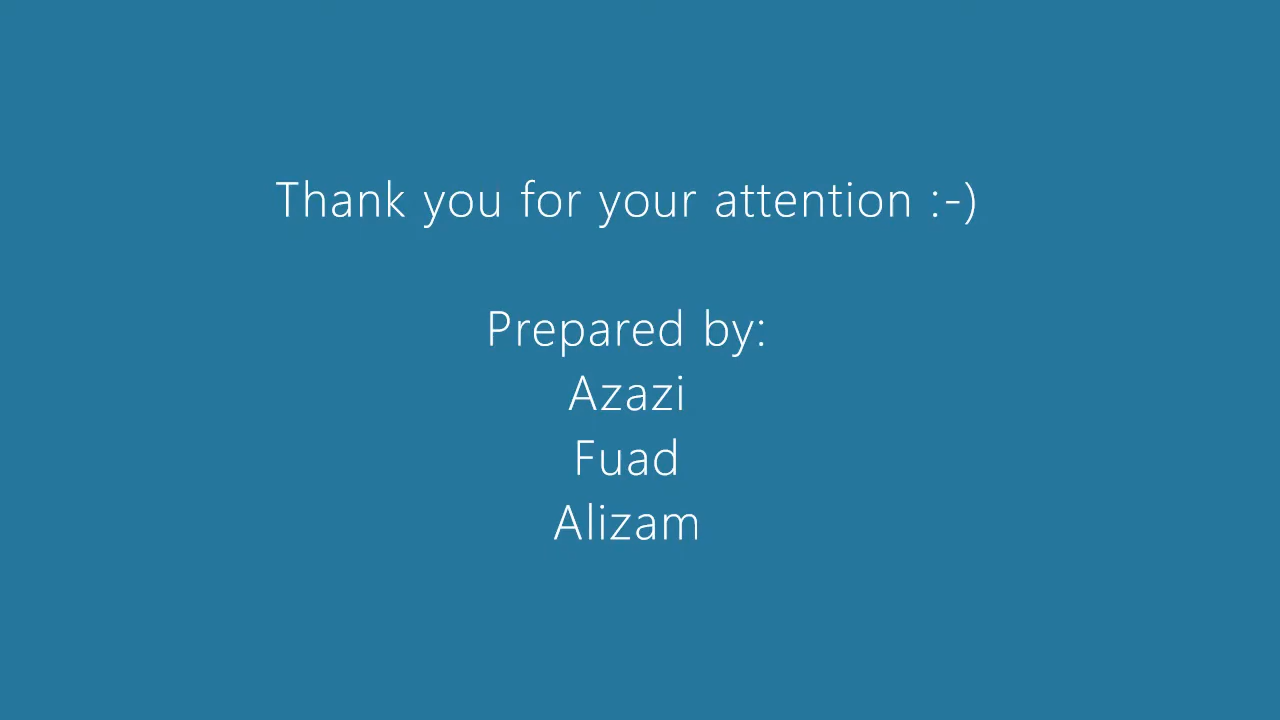 Thank you for your attention :-)
Prepared by:
Azazi
Fuad
Alizam